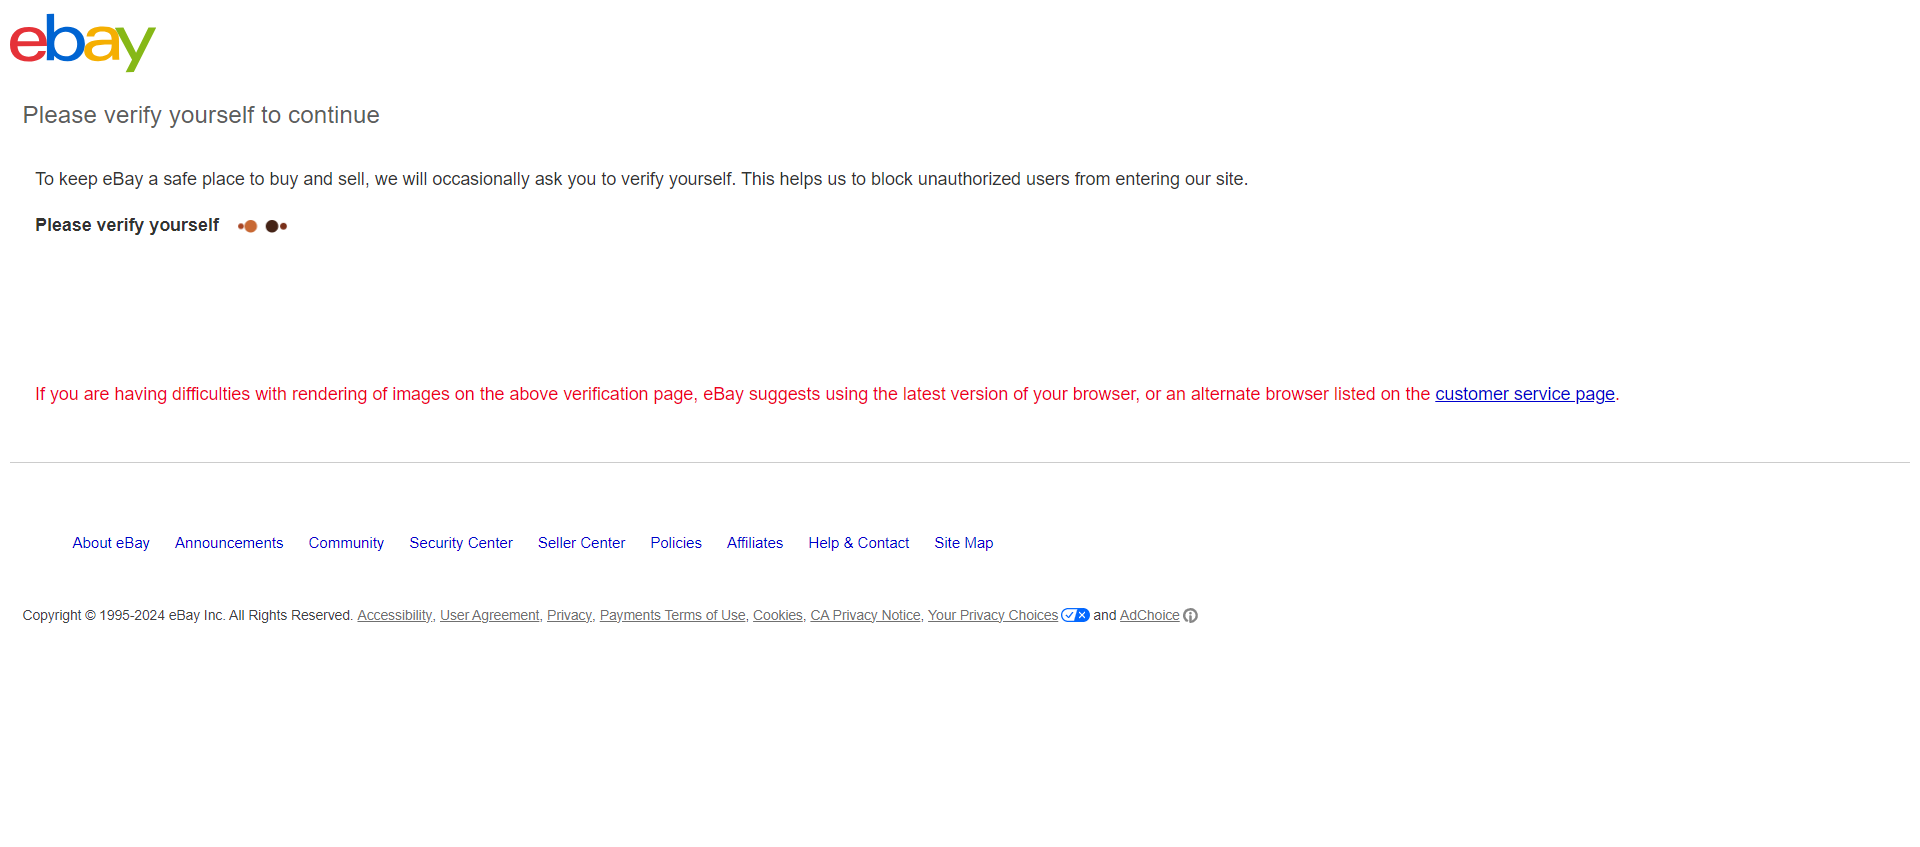 ebay
Please verify yourself to continue
To keep eBay a safe place to buy and sell, we will occasionally ask you to verify yourself. This helps us to block unauthorized users from entering our site.
Please verify yourself
If you are having difficulties with rendering of images on the above verification page, eBay suggests using the latest version of your browser, or an alternate browser listed on the customer service page.
About eBay Announcements Community Security Center Seller Center Policies Affiliates Help & Contact Site Map
Copyright © 1995-2024 eBay Inc. All Rights Reserved. Accessibility, User Agreement, Privacy, Payments Terms of Use, Cookies, CA Privacy Notice, Your Privacy Choices and AdChoice